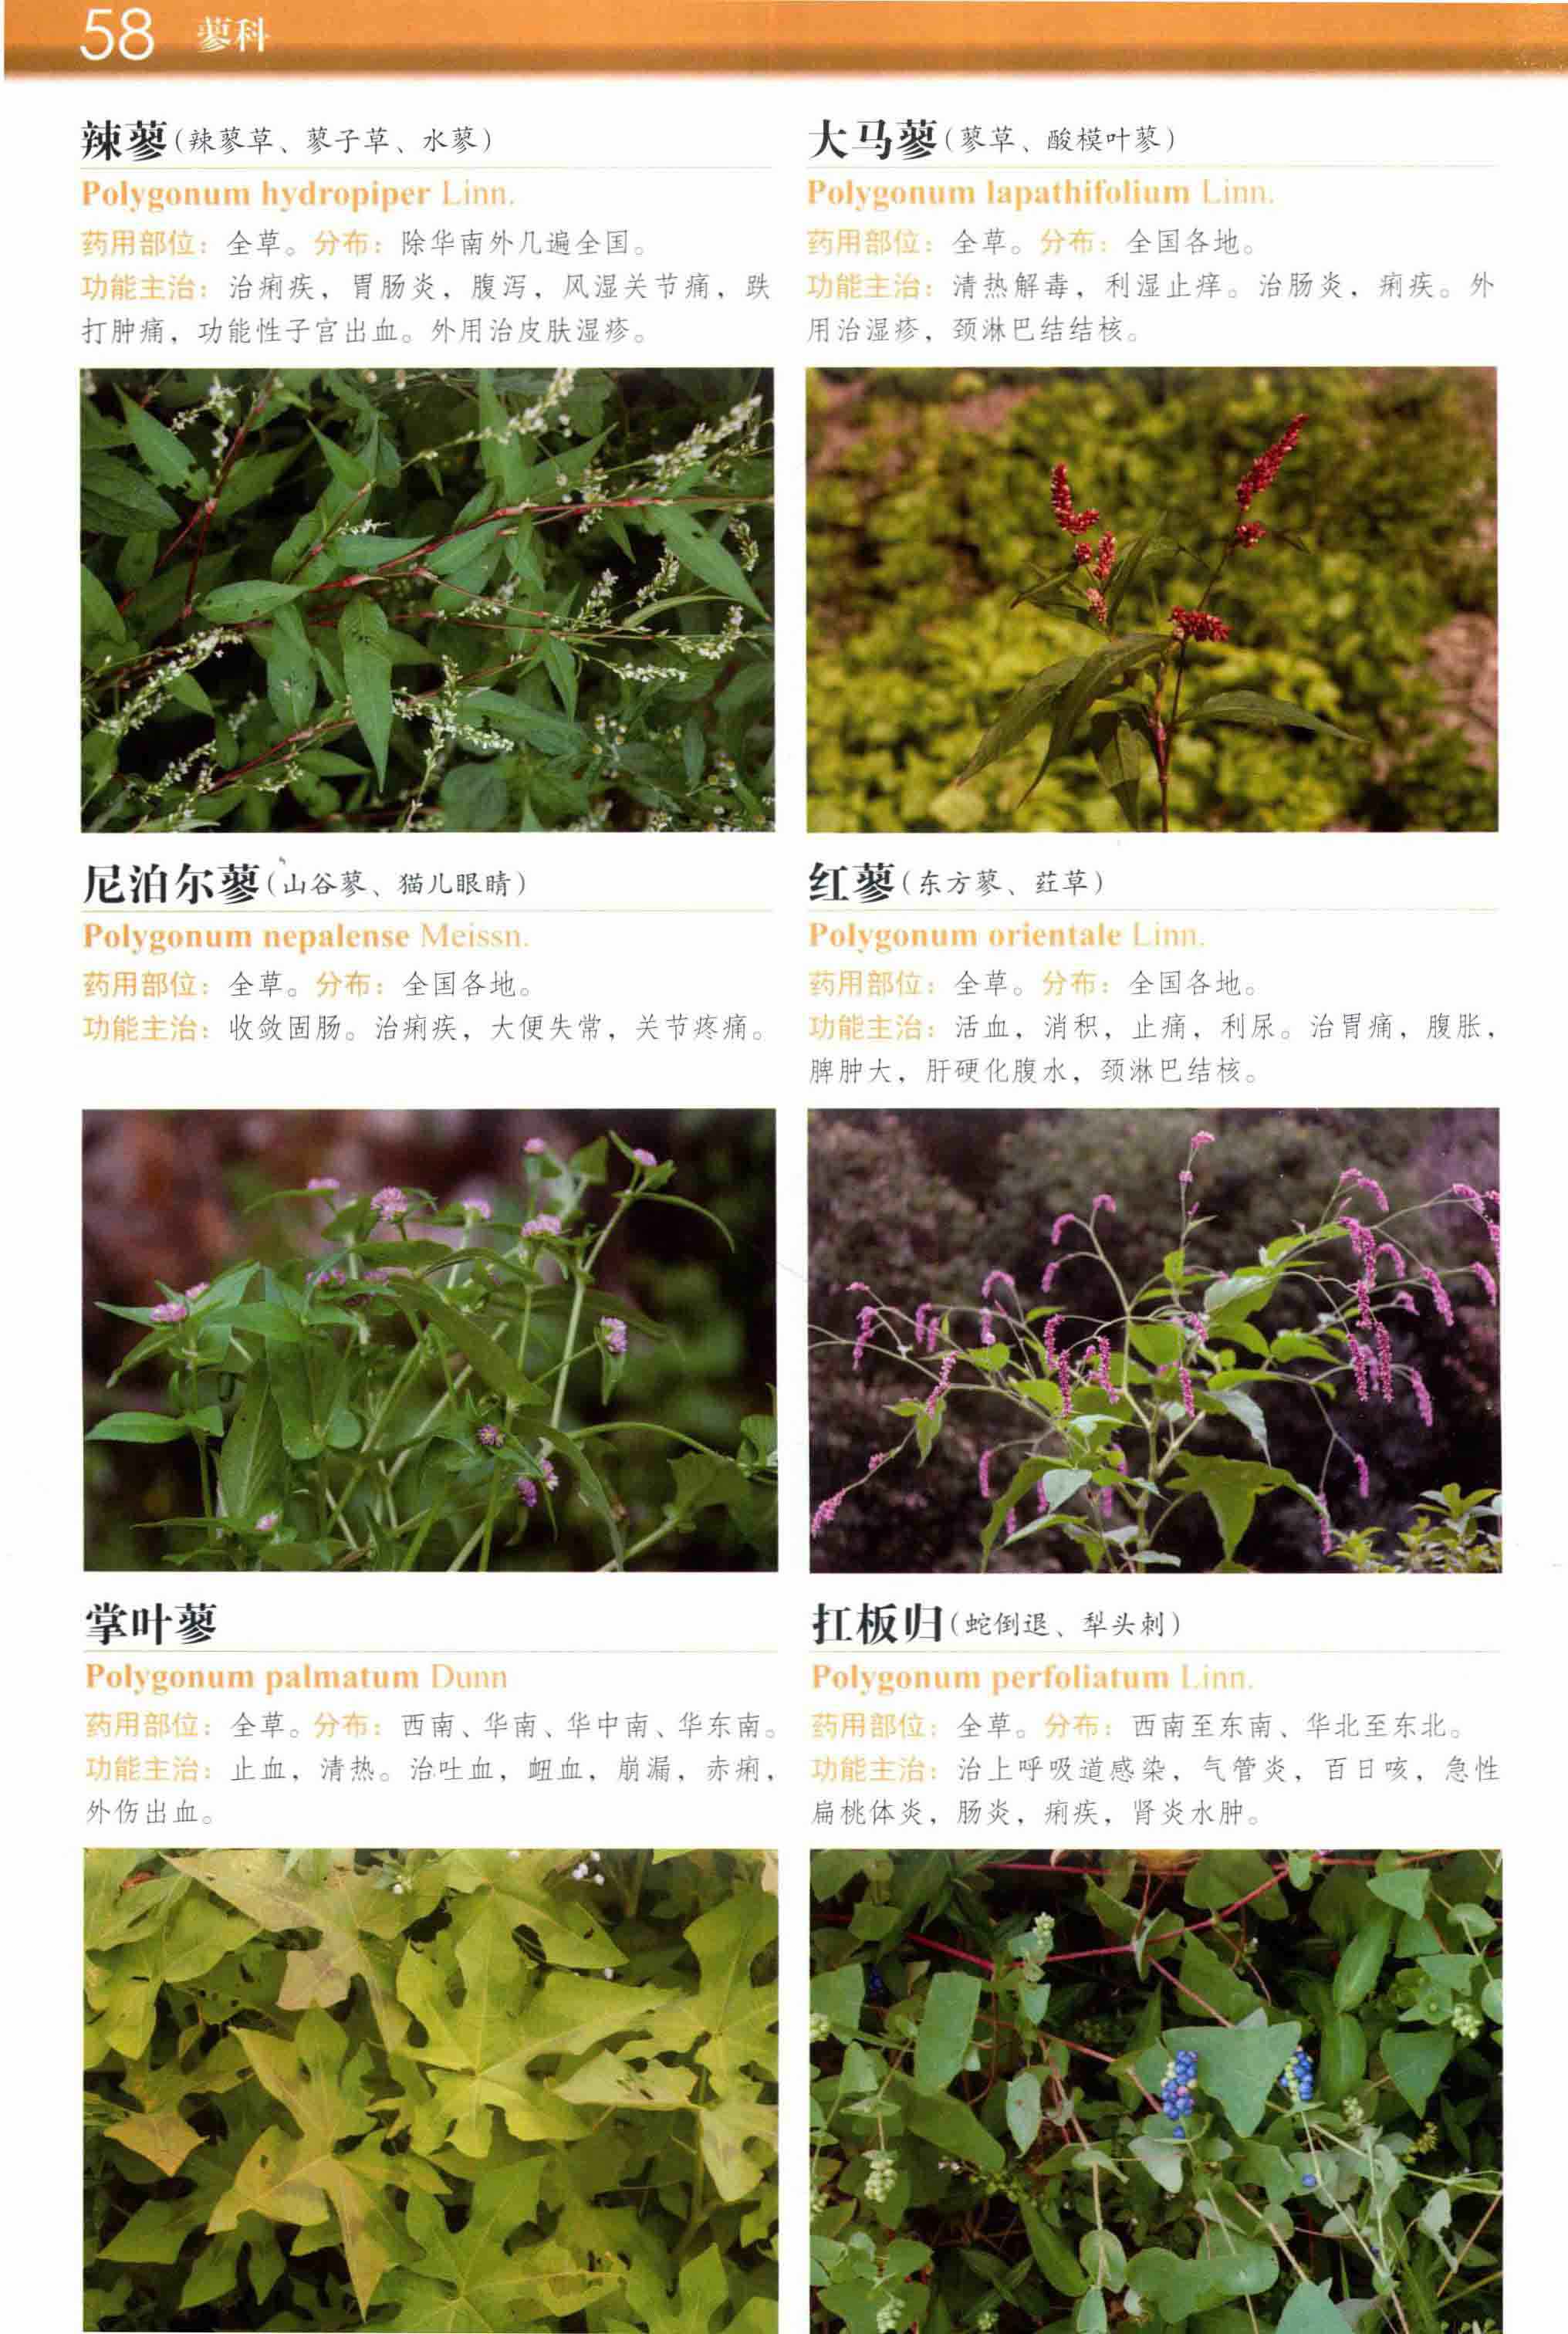 58 蓼科
辣蓼(辣蓼草、蓼子草、水蓼)
Polygonum hydropiper Linn.
药用部位：全草。分布：除华南外几遍全国。
功能主治：治痢疾，胃肠炎，腹泻，风湿关节痛，跌
打肿痛，功能性子宫出血。外用治皮肤湿疹。
大马蓼(蓼草、酸模叶蓼)
Polygonum lapathifolium Linn.
药用部位：全草。分布：全国各地。
功能主治：清热解毒，利湿止痒。治肠炎，痢疾。外
用治湿疹，颈淋巴结结核。
尼泊尔蓼(山谷蓼、猫儿眼睛)
Polygonum nepalense Meissn.
药用部位：全草。分布：全国各地。
功能主治：收敛固肠。治痢疾，大便失常，关节疼痛。
红蓼(东方蓼、荭草)
Polygonum orientale Linn.
药用部位：全草。分布：全国各地。
功能主治：活血，消积，止痛，利尿。治胃痛，腹胀，
脾肿大，肝硬化腹水，颈淋巴结核。
掌叶蓼
Polygonum palmatum Dunn
药用部位：全草。分布：西南、华南、华中南、华东南。
功能主治：止血，清热。治吐血，衄血，崩漏，赤痢，
外伤出血。
扛板归(蛇倒退、犁头刺)
Polygonum perfoliatum Linn.
药用部位：全草。分布：西南至东南、华北至东北。
功能主治：治上呼吸道感染，气管炎，百日咳，急性
扁桃体炎，肠炎，痢疾，肾炎水肿。